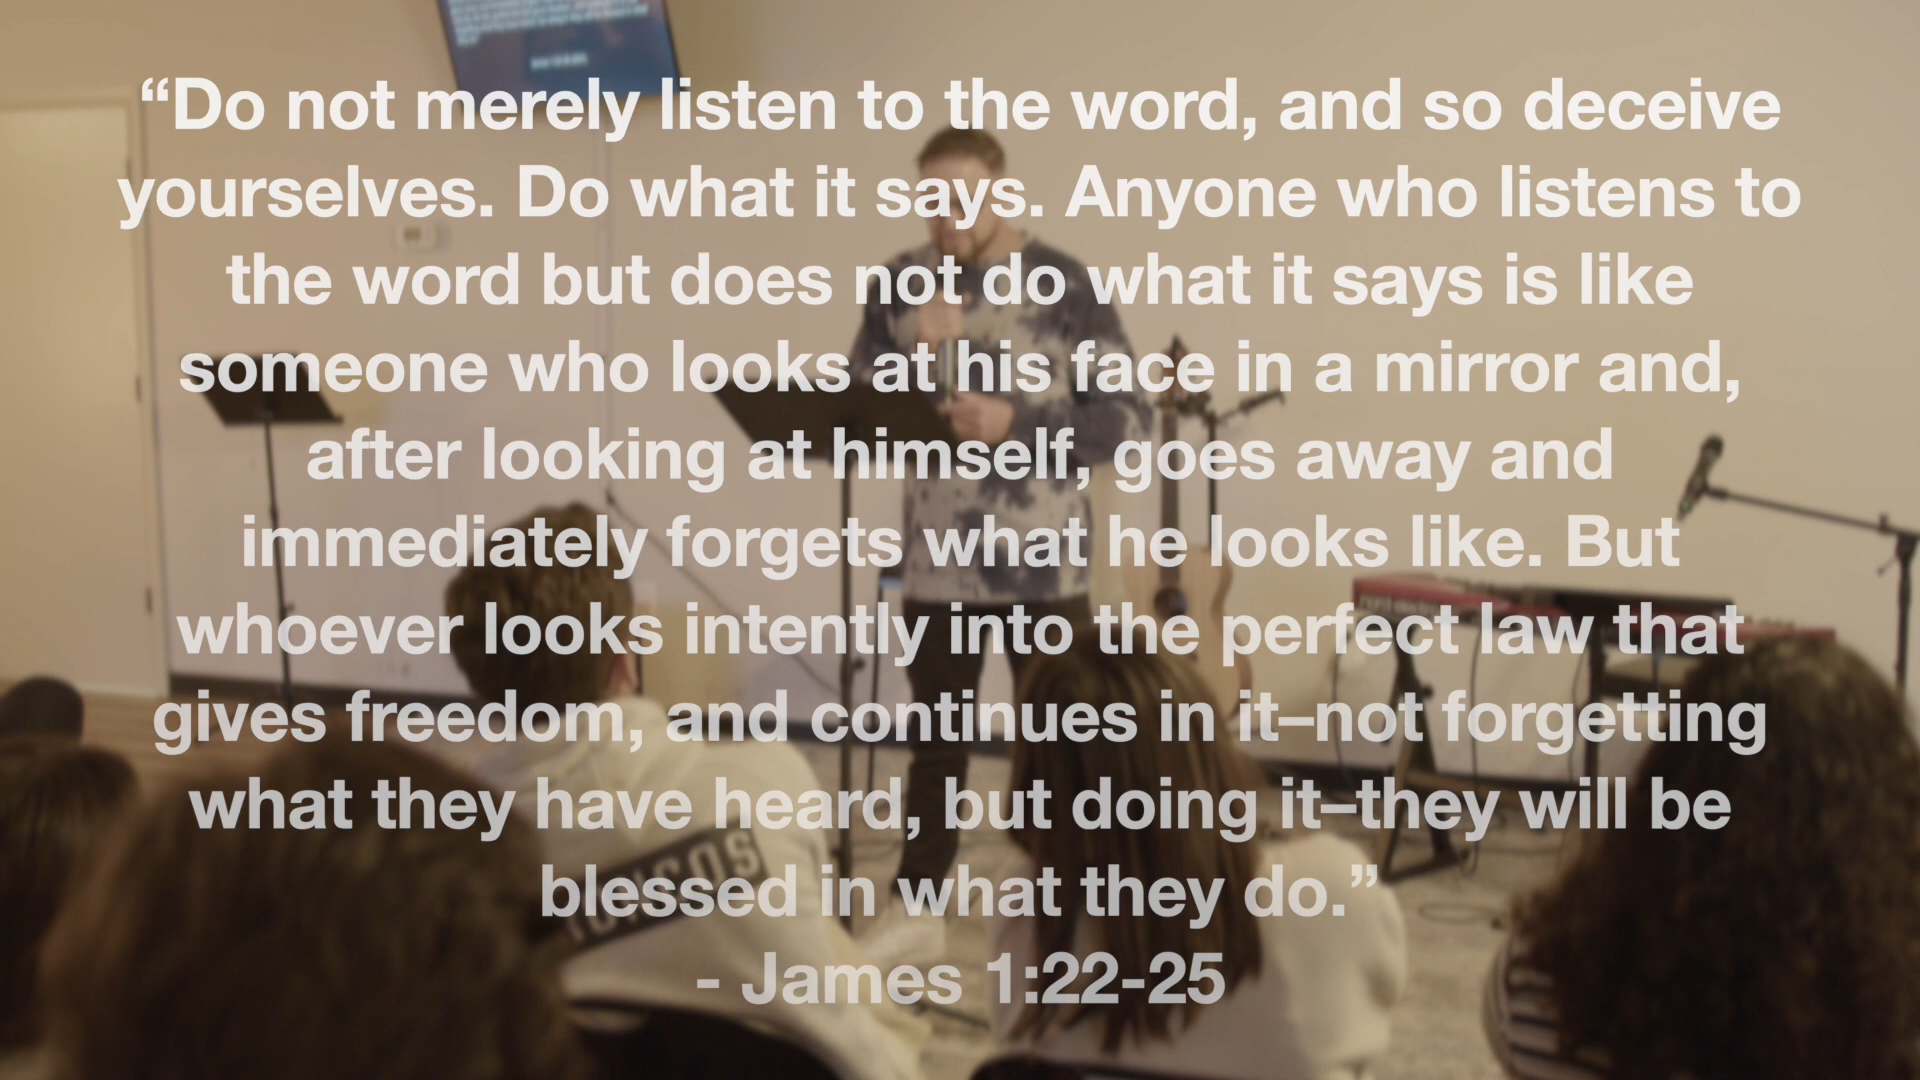 “Do not merely listen to the word, and so deceive
yourselves. Do what it says. Anyone who listens to
the word but does not do what it says is like
someone who looks at his face in a mirror and,
after looking at himself, goes away and
immediately forgets what he looks like. But
whoever looks intently into the perfect law that
gives freedom, and continues in it–not forgetting
what they have heard, but doing it–they will be
blessed in what they do.”
- James 1:22-25